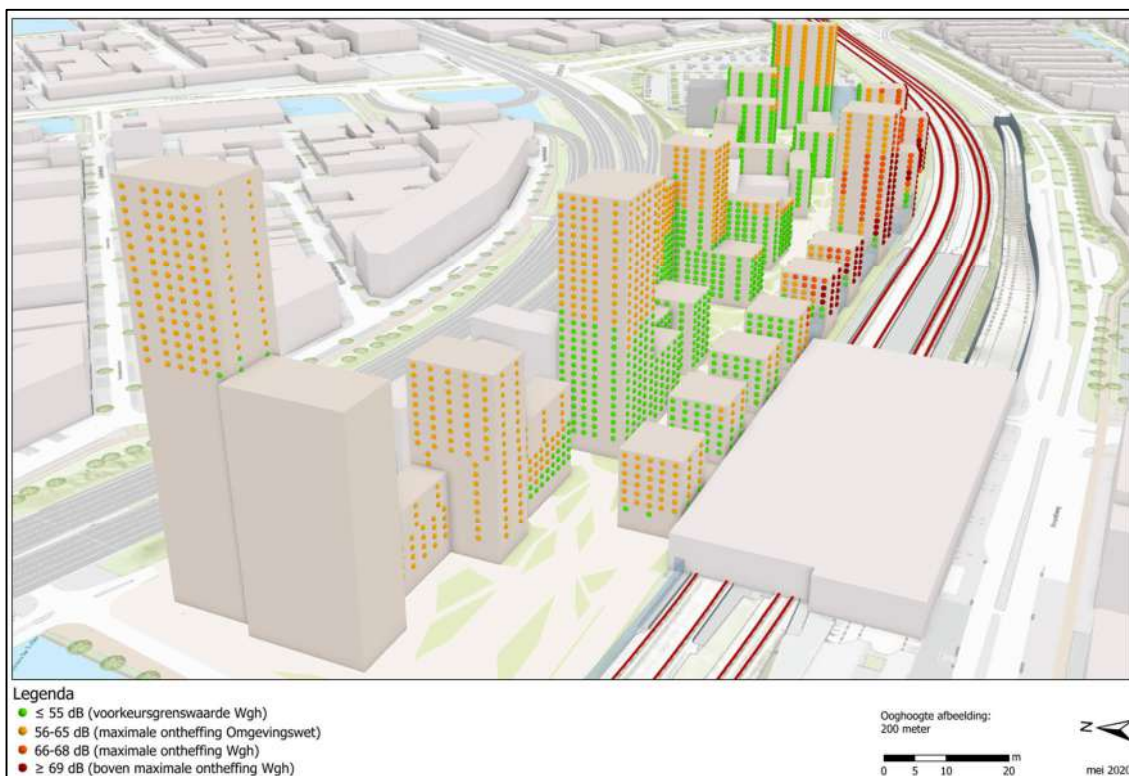 Legenda
≤ 55 dB (voorkeursgrenswaarde Wgh)
56-65 dB (maximale ontheffing Omgevingswet)
66-68 dB (maximale ontheffing Wgh)
≥ 69 dB (boven maximale ontheffing Wgh)
Ooghoogte afbeelding:
200 meter
Z
m
0 5 10 20
mei 2020